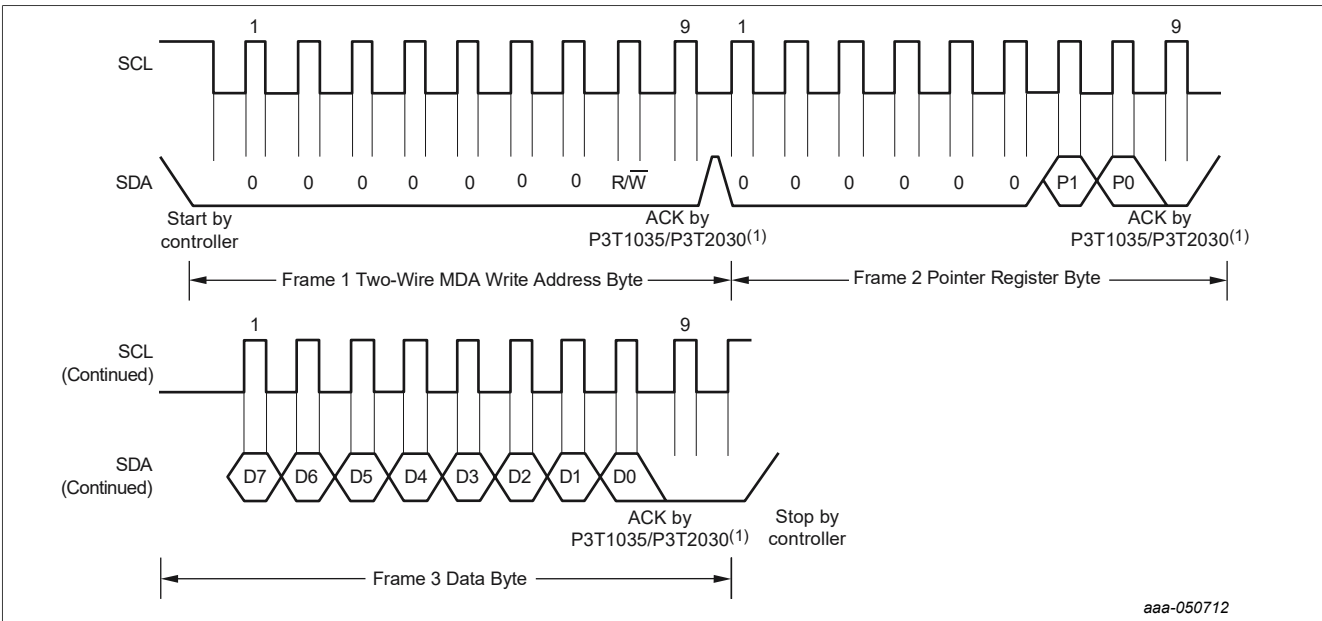 1 9 1 9
SCL
SDA 0 0 0 0 0 0 0 R/W̅ 0 0 0 0 0 0 P1 P0
Start by
controller
ACK by
P3T1035/P3T2030(1)
ACK by
P3T1035/P3T2030(1)
Frame 1 Two-Wire MDA Write Address Byte
Frame 2 Pointer Register Byte
1 9
SCL
(Continued)
SDA
(Continued)
D7 D6 D5 D4 D3 D2 D1 D0
ACK by
P3T1035/P3T2030(1)
Stop by
controller
Frame 3 Data Byte
aaa-050712